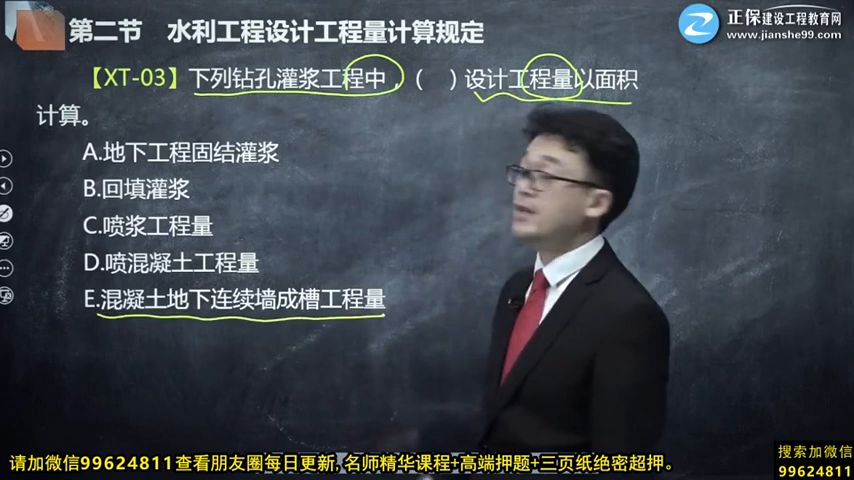 第二节 水利工程设计工程量计算规定
正保建设工程教育网
www.jianshe99.com
【XT-03】下列钻孔灌浆工程中，( )设计工程量以面积
计算。
A.地下工程固结灌浆
B.回填灌浆
C.喷浆工程量
D.喷混凝土工程量
E.混凝土地下连续墙成槽工程量
请加微信99624811查看朋友圈每日更新,名师精华课程+高端押题+三页纸绝密超押。
搜索加微信
99624811